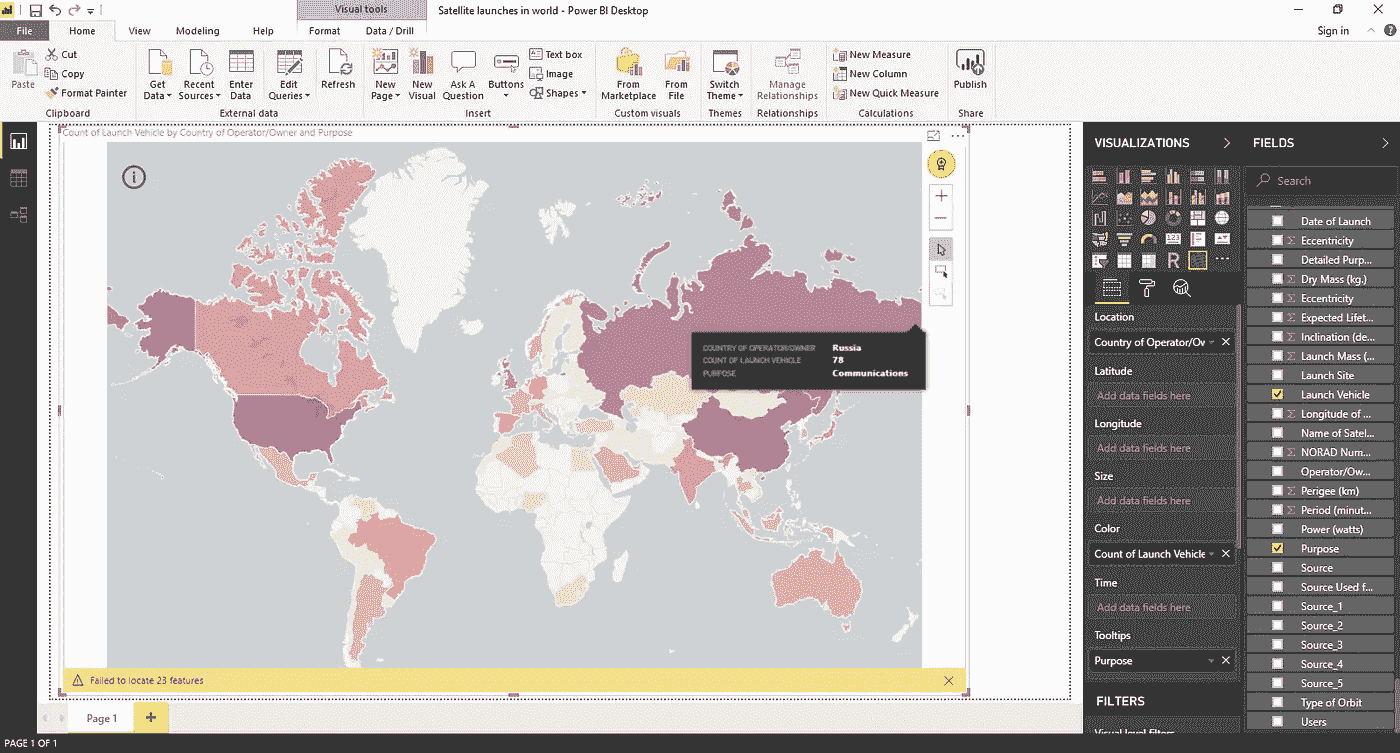 Visual tools
Satellite launches in world - Power BI Desktop
File
Home
View
Modeling
Help
Format
Data / Drill
Sign in
Paste
Cut
Copy
Format Painter
Clipboard
Get Data
Recent Sources
Enter Data
Edit Queries
Refresh
External data
New Page
New Visual
Ask A Question
Buttons
Text box
Image
Shapes
Insert
From Marketplace
From File
Custom visuals
Switch Theme
Themes
Manage Relationships
Relationships
New Measure
New Column
New Quick Measure
Calculations
Publish
Share
Count of Launch Vehicle by Country of Operator/Owner and Purpose
COUNTRY OF OPERATOR/OWNER Russia
COUNT OF LAUNCH VEHICLE 78
PURPOSE Communications
Failed to locate 23 features
Page 1
PAGE 1 OF 1
VISUALIZATIONS
123
R
Location
Country of Operator/Ov
Latitude
Add data fields here
Longitude
Add data fields here
Size
Add data fields here
Color
Count of Launch Vehicle
Time
Add data fields here
Tooltips
Purpose
FILTERS
Visual level filters
FIELDS
Search
Date of Launch
Eccentricity
Detailed Purp...
Dry Mass (kg.)
Eccentricity
Expected Lifet...
Inclination (de...
Launch Mass (...
Launch Site
Launch Vehicle
Longitude of ...
Name of Satel...
NORAD Num...
Operator/Ow...
Perigee (km)
Period (minut...
Power (watts)
Purpose
Source
Source Used f...
Source_1
Source_2
Source_3
Source_4
Source_5
Type of Orbit
Users